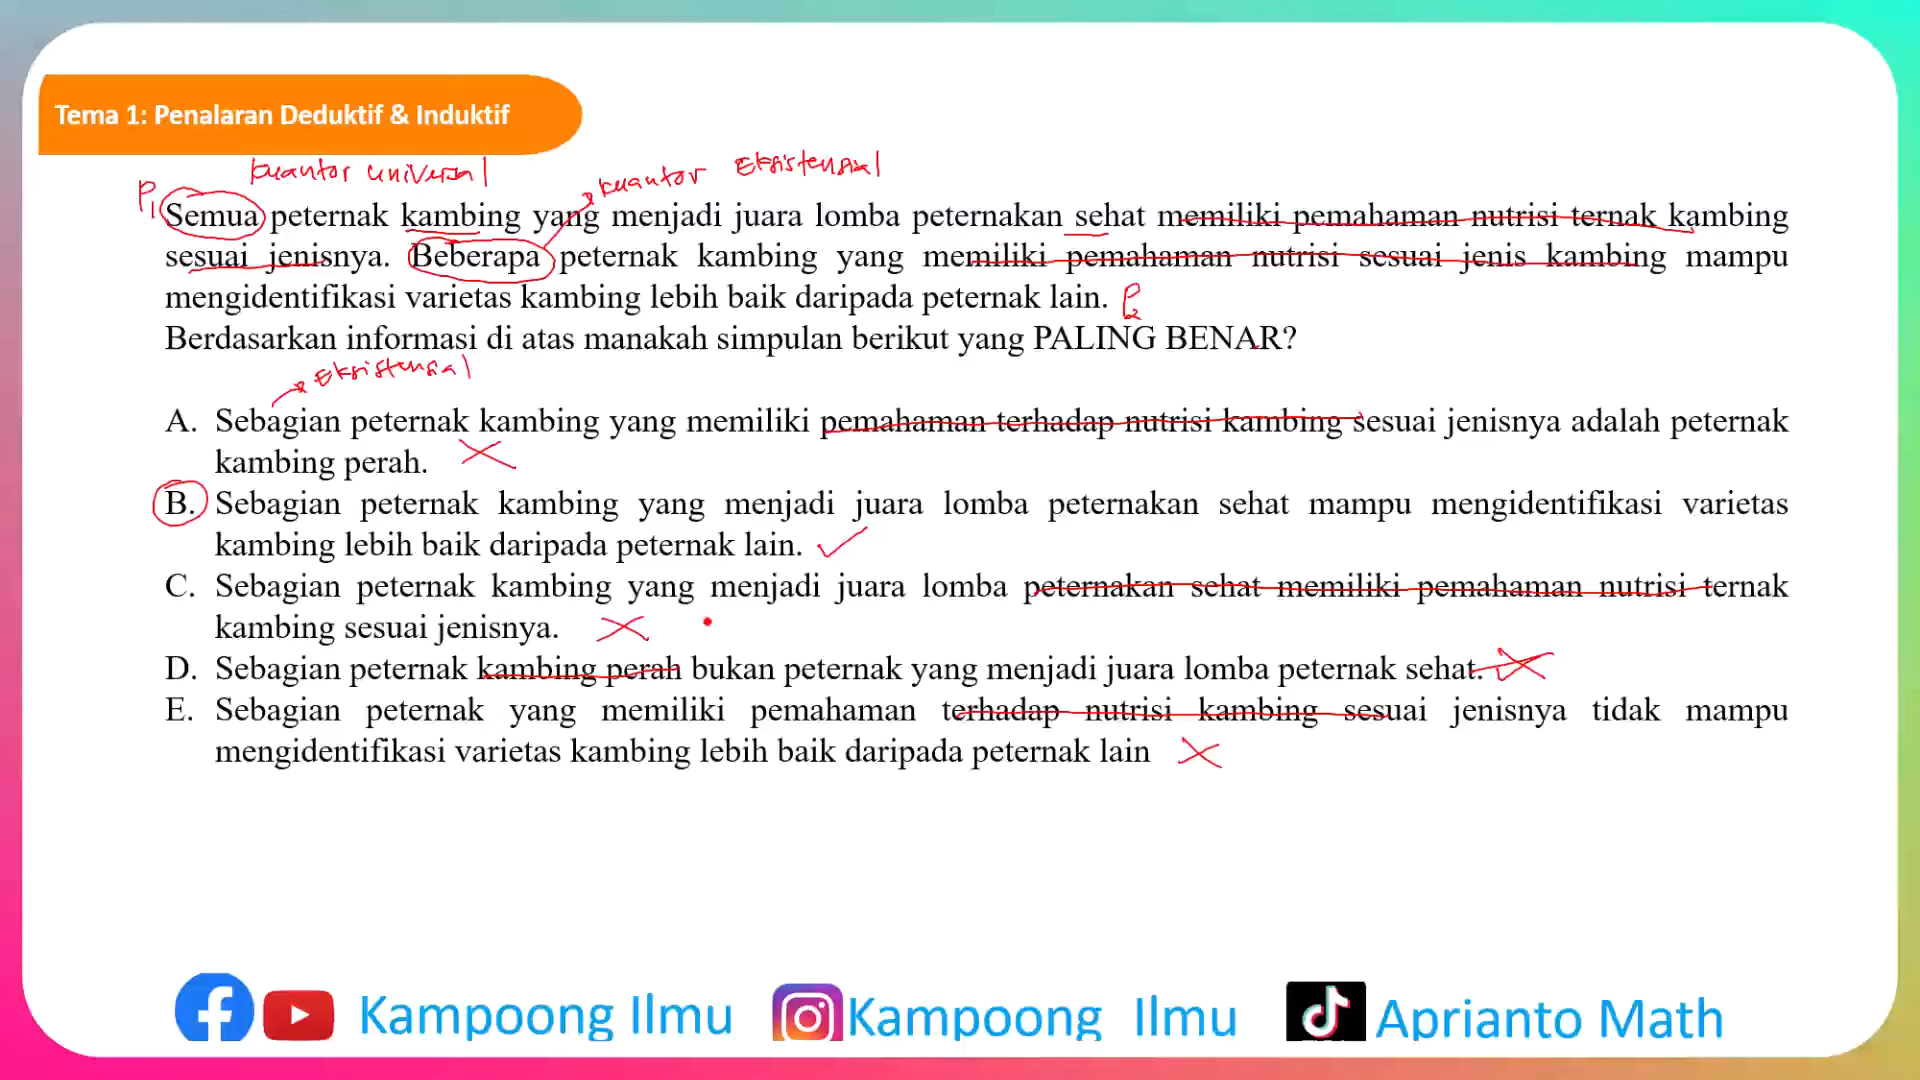 Tema 1: Penalaran Deduktif & Induktif
kuantor universal
kuantor Eksistensial
P1
Semua peternak kambing yang menjadi juara lomba peternakan sehat memiliki pemahaman nutrisi ternak kambing
sesuai jenisnya. Beberapa peternak kambing yang memiliki pemahaman nutrisi sesuai jenis kambing mampu
mengidentifikasi varietas kambing lebih baik daripada peternak lain. P2
Berdasarkan informasi di atas manakah simpulan berikut yang PALING BENAR?
Eksistensial
A. Sebagian peternak kambing yang memiliki pemahaman terhadap nutrisi kambing sesuai jenisnya adalah peternak
kambing perah.
B. Sebagian peternak kambing yang menjadi juara lomba peternakan sehat mampu mengidentifikasi varietas
kambing lebih baik daripada peternak lain.
C. Sebagian peternak kambing yang menjadi juara lomba peternakan sehat memiliki pemahaman nutrisi ternak
kambing sesuai jenisnya.
D. Sebagian peternak kambing perah bukan peternak yang menjadi juara lomba peternak sehat.
E. Sebagian peternak yang memiliki pemahaman terhadap nutrisi kambing sesuai jenisnya tidak mampu
mengidentifikasi varietas kambing lebih baik daripada peternak lain
Kampoong Ilmu
Kampoong Ilmu
Aprianto Math